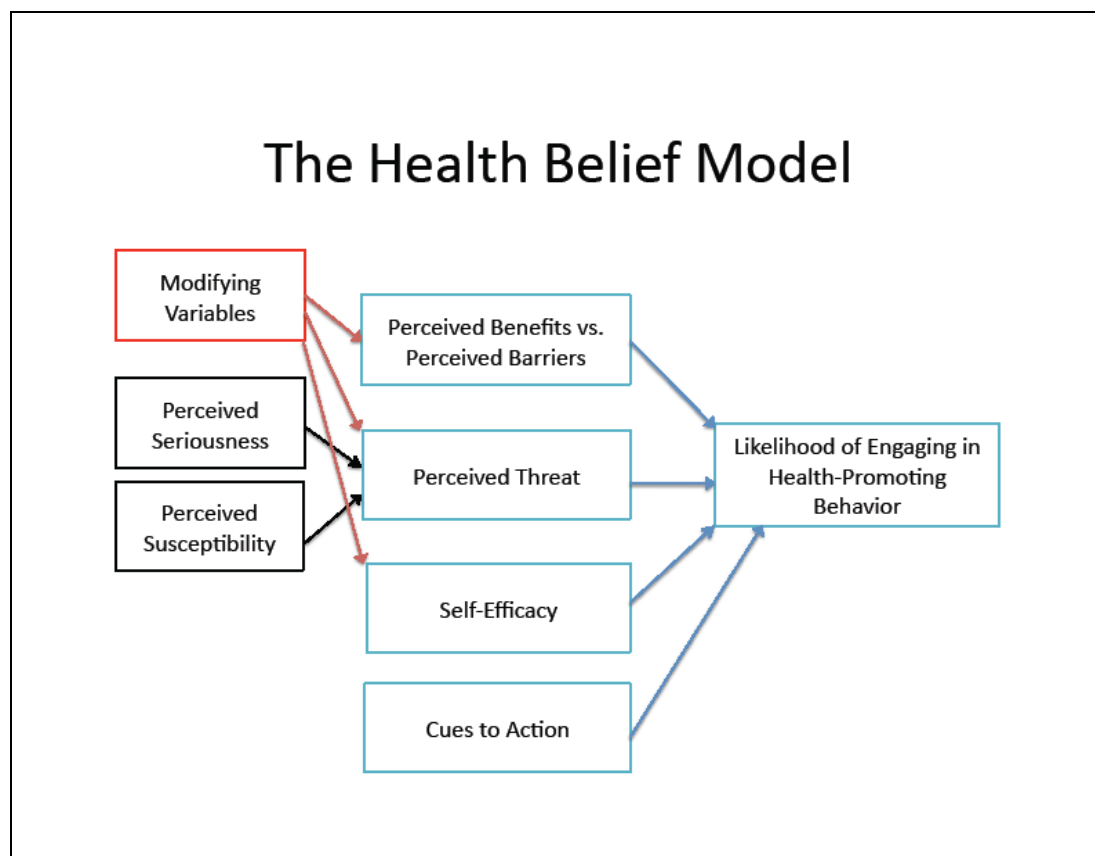 The Health Belief Model
Modifying
Variables
Perceived Benefits vs.
Perceived Barriers
Perceived
Seriousness
Perceived Threat
Likelihood of Engaging in
Health-Promoting
Behavior
Perceived
Susceptibility
Self-Efficacy
Cues to Action